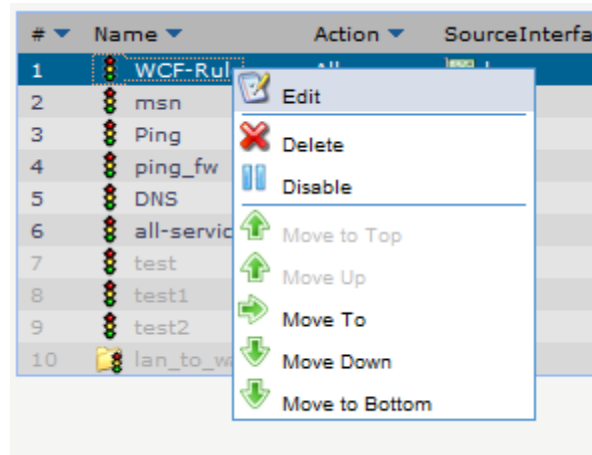 # Name Action SourceInterfa
1 WCF-Rul
2 msn
3 Ping
4 ping_fw
5 DNS
6 all-servic
7 test
8 test1
9 test2
10 lan_to_w
Edit
Delete
Disable
Move to Top
Move Up
Move To
Move Down
Move to Bottom